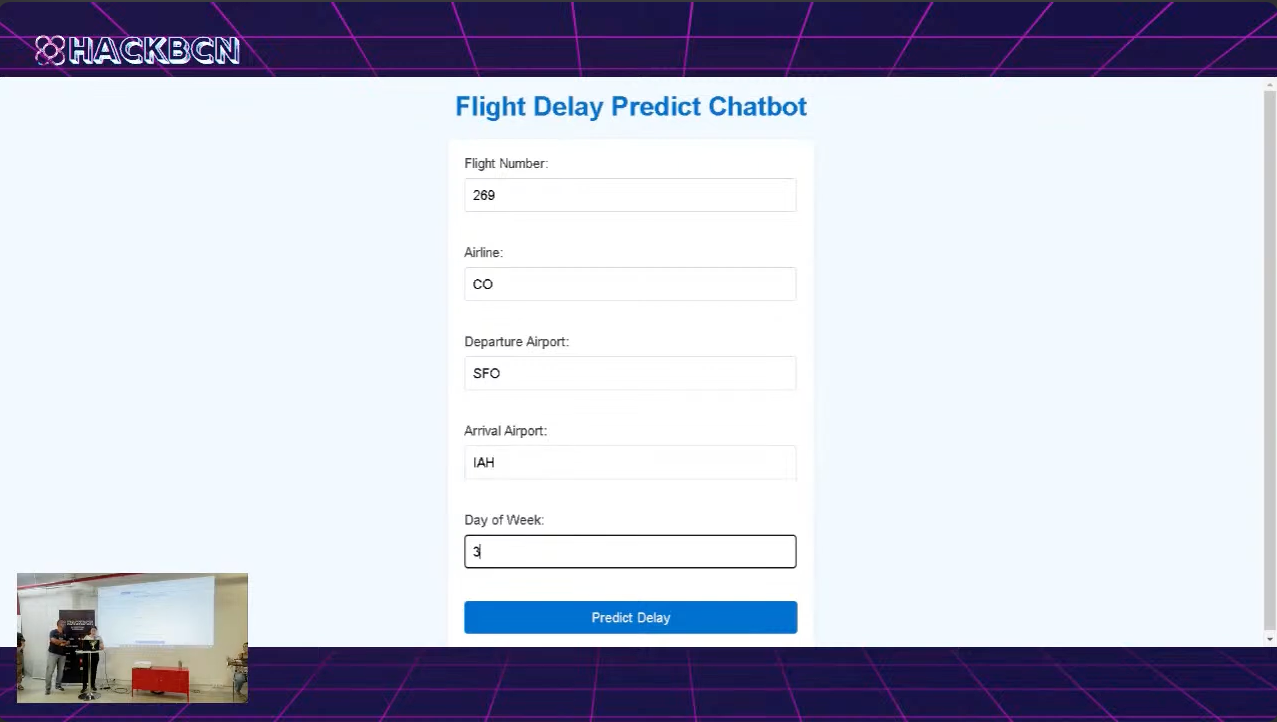 HACKBCN
Flight Delay Predict Chatbot
Flight Number:
269
Airline:
CO
Departure Airport:
SFO
Arrival Airport:
IAH
Day of Week:
3
Predict Delay